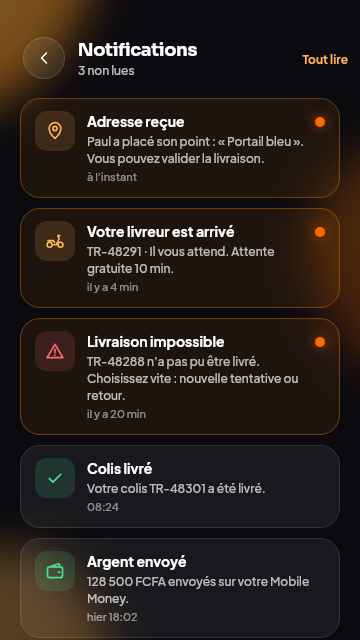 Notifications
3 non lues
Tout lire
Adresse reçue
Paul a placé son point : « Portail bleu ».
Vous pouvez valider la livraison.
à l'instant
Votre livreur est arrivé
TR-48291 · Il vous attend. Attente
gratuite 10 min.
il y a 4 min
Livraison impossible
TR-48288 n'a pas pu être livré.
Choisissez vite : nouvelle tentative ou
retour.
il y a 20 min
Colis livré
Votre colis TR-48301 a été livré.
08:24
Argent envoyé
128 500 FCFA envoyés sur votre Mobile
Money.
hier 18:02